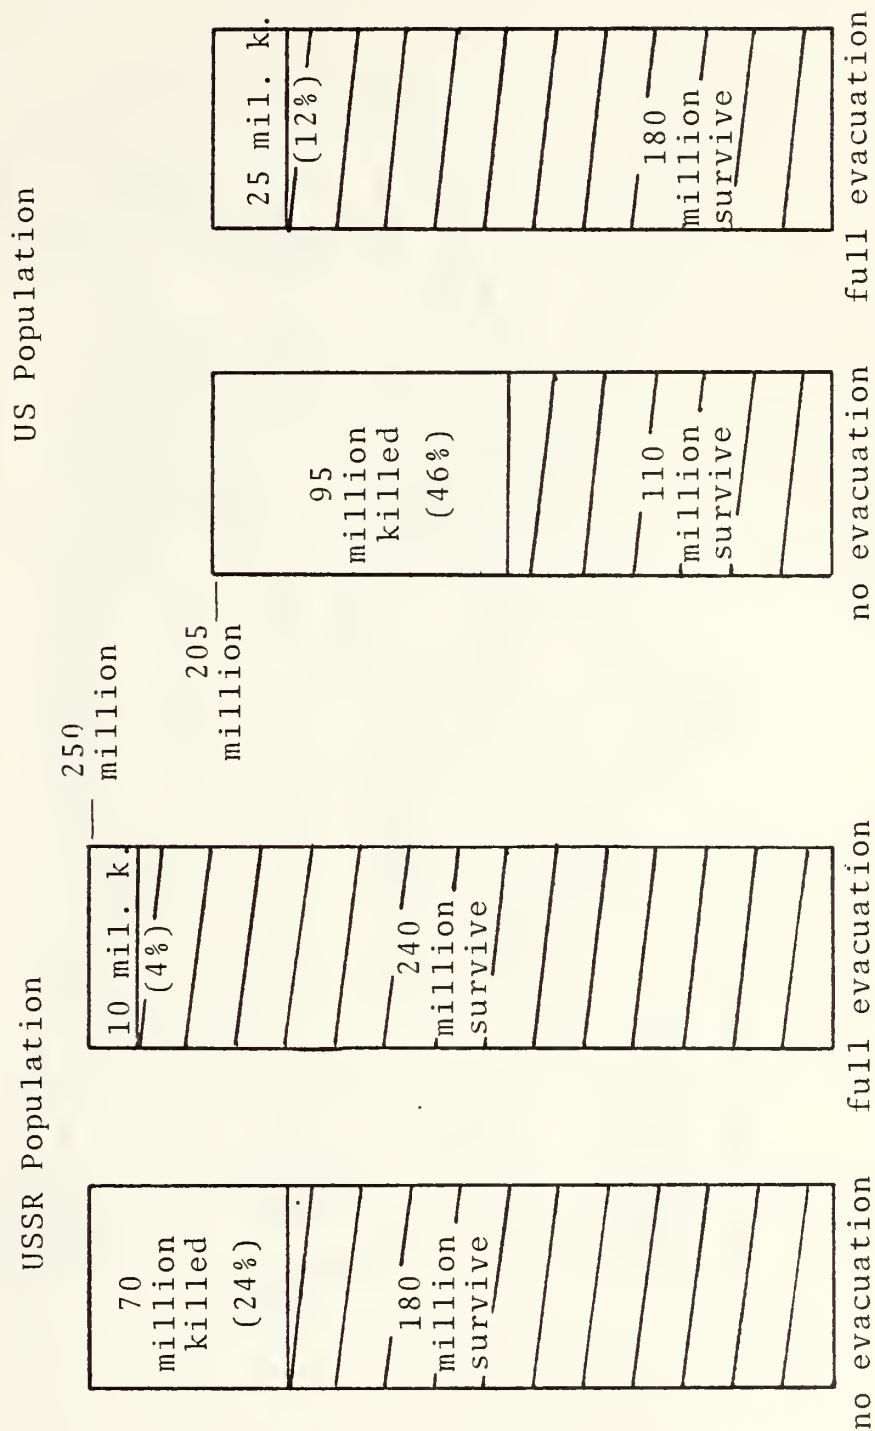 USSR Population
US Population
250
million
205
million
70
million
killed
(24%)
180
million
survive
10 mil. k.
(4%)
240
million
survive
95
million
killed
(46%)
110
million
survive
25 mil. k.
(12%)
180
million
survive
no evacuation
full evacuation
no evacuation
full evacuation